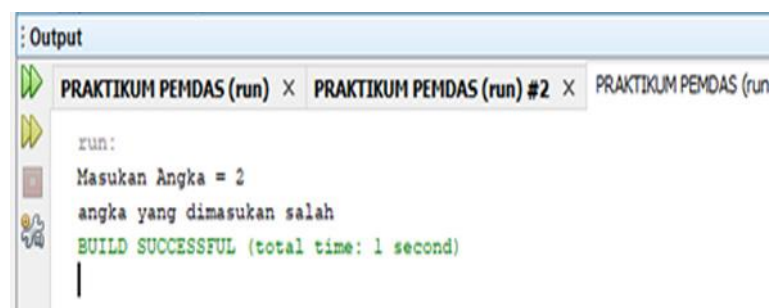 Output
PRAKTIKUM PEMDAS (run) × PRAKTIKUM PEMDAS (run) #2 × PRAKTIKUM PEMDAS (run
run:
Masukan Angka = 2
angka yang dimasukan salah
BUILD SUCCESSFUL (total time: 1 second)